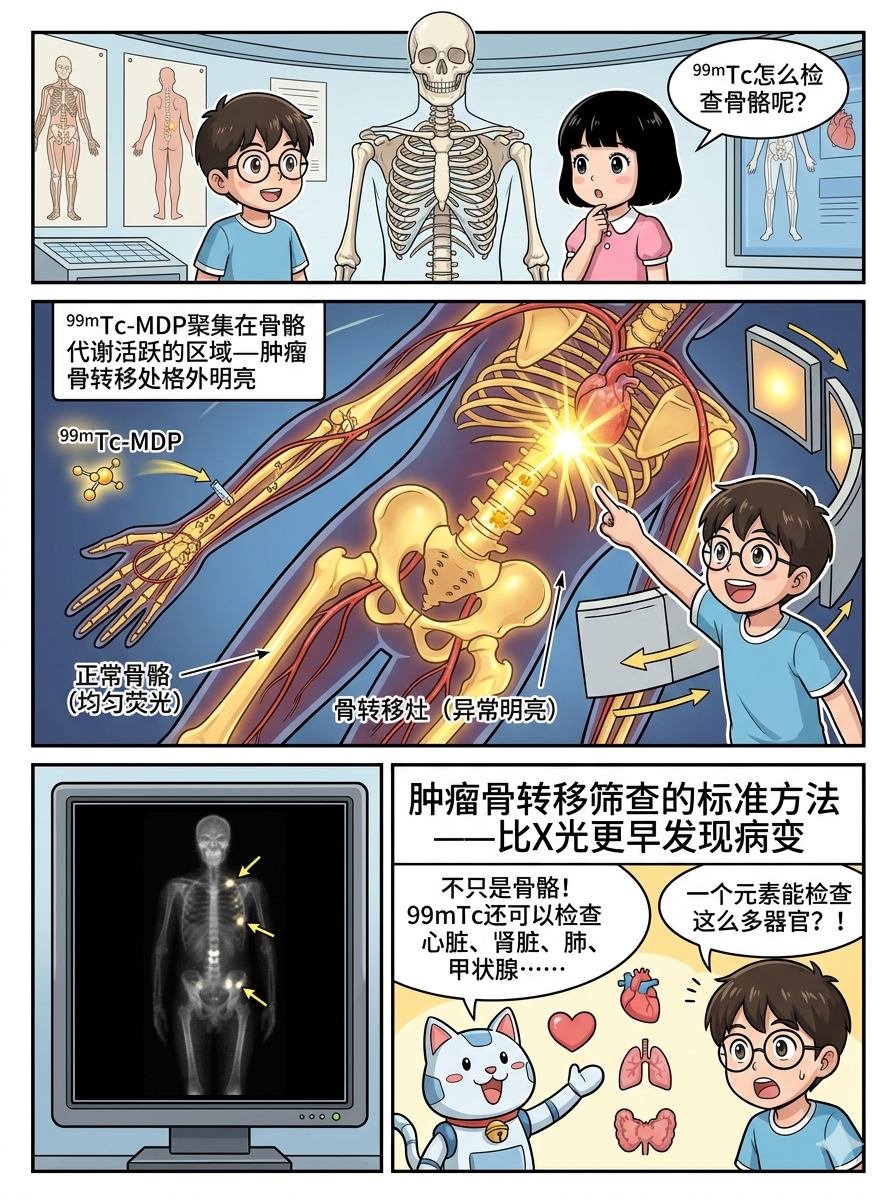 ⁹⁹ᵐTc怎么检
查骨骼呢？
⁹⁹ᵐTc-MDP聚集在骨骼
代谢活跃的区域—肿瘤
骨转移处格外明亮
⁹⁹ᵐTc-MDP
正常骨骼
（均匀荧光）
骨转移灶（异常明亮）
肿瘤骨转移筛查的标准方法
——比X光更早发现病变
不只是骨骼！
99mTc还可以检查
心脏、肾脏、肺、
甲状腺……
一个元素能检查
这么多器官？！